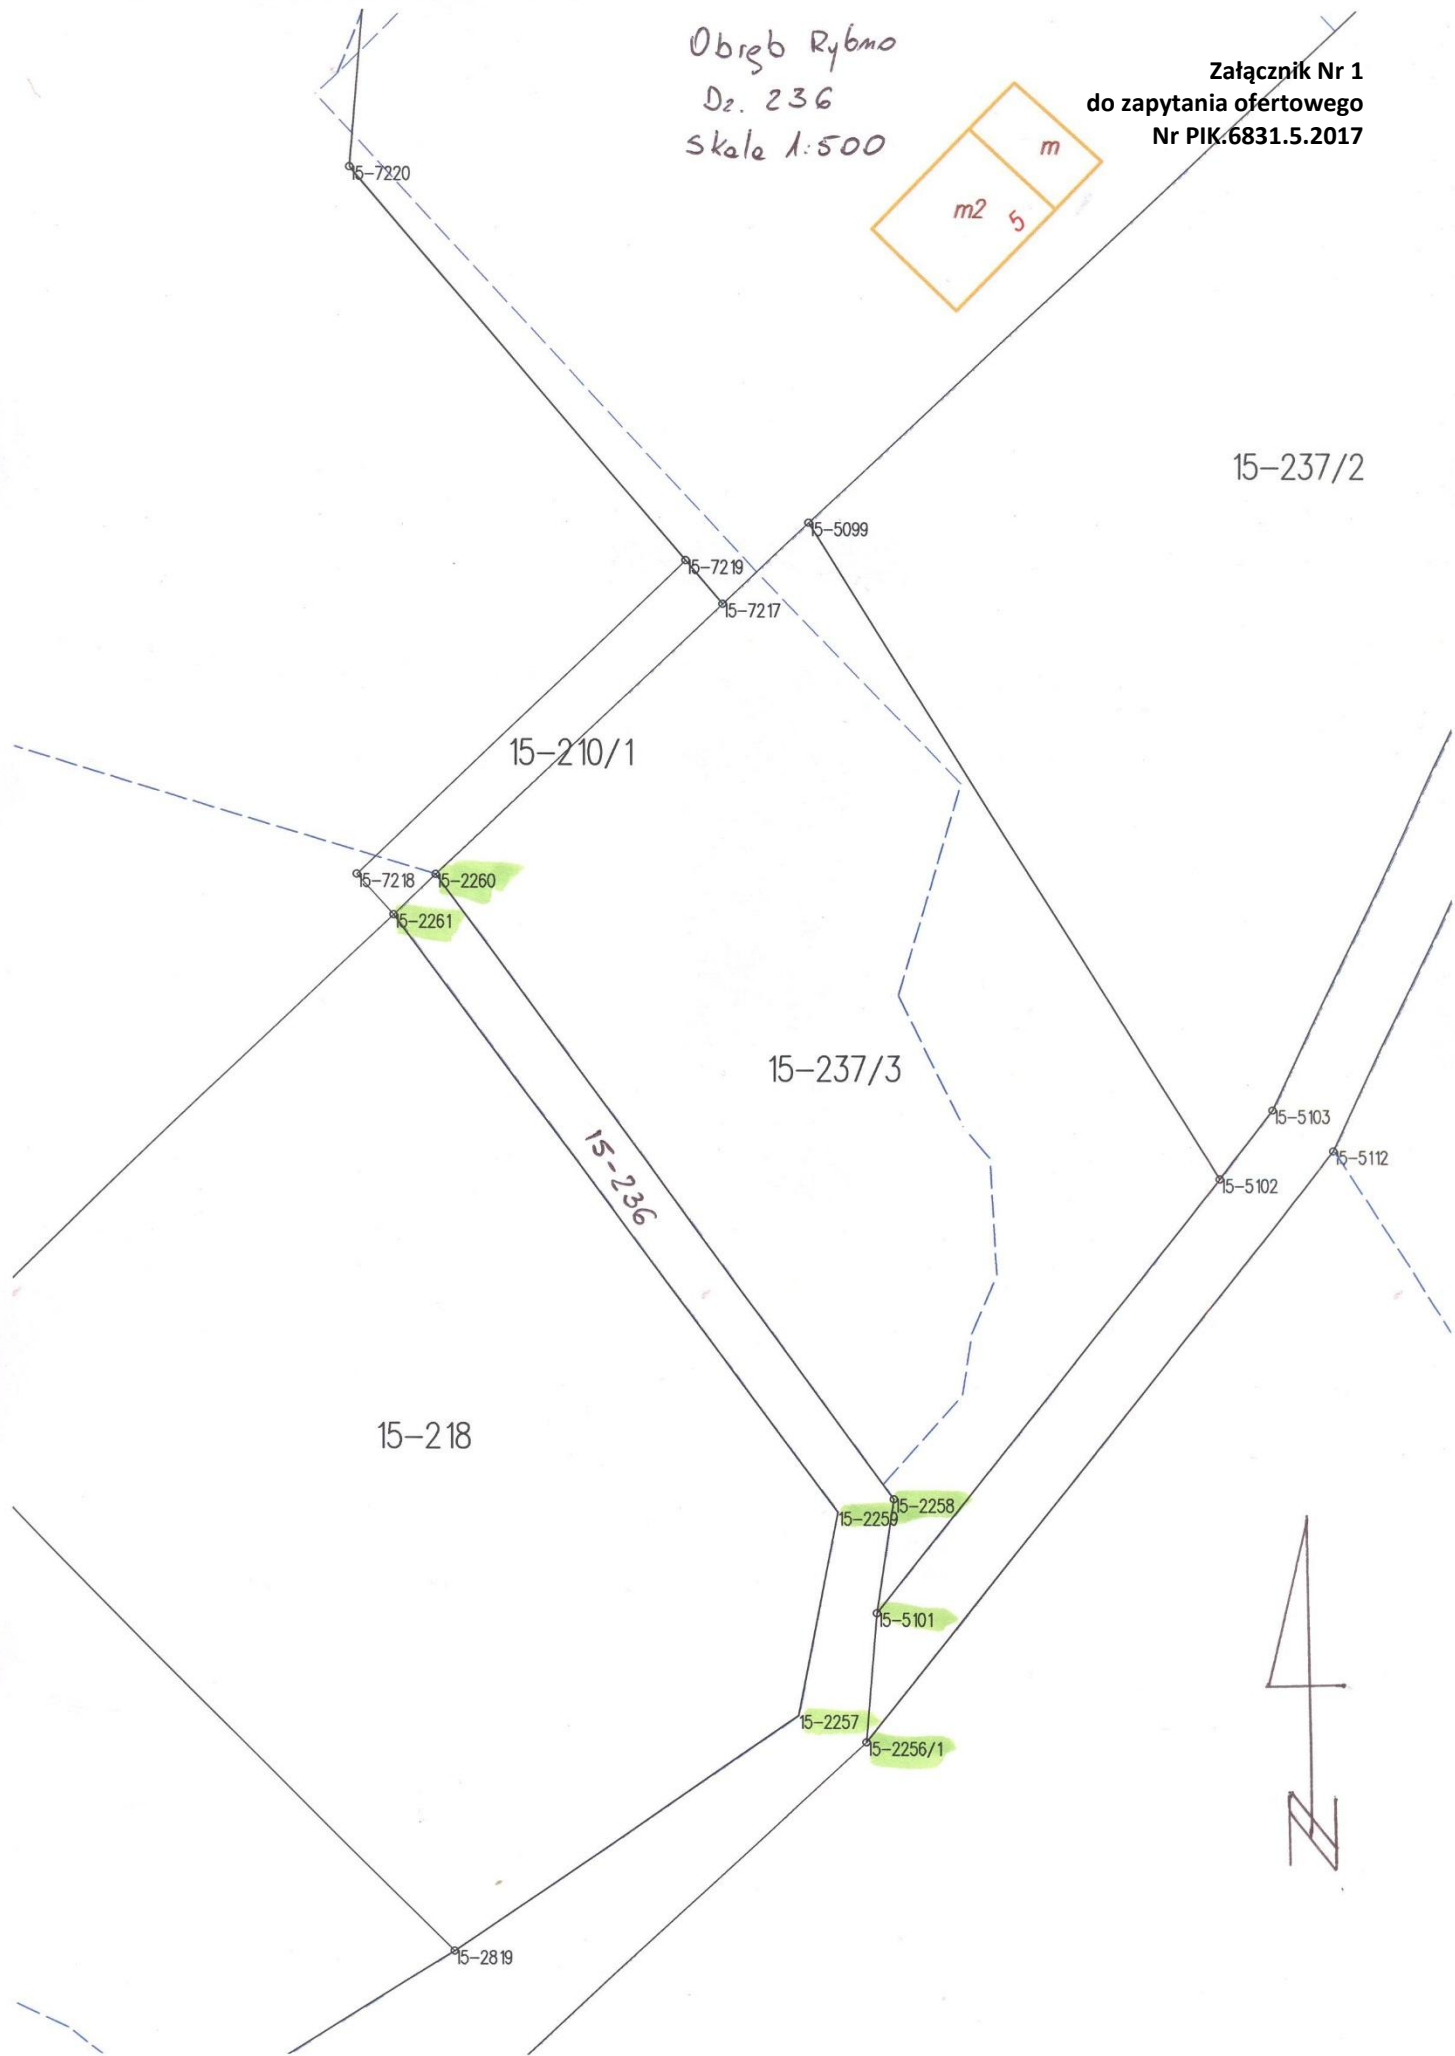 Obręb Rybno
Dz. 236
Skala 1:500
Załącznik Nr 1
do zapytania ofertowego
Nr PIK.6831.5.2017
m
m2
5
15-7220
15-237/2
15-5099
15-7219
15-7217
15-210/1
15-7218
15-2260
15-2261
15-237/3
15-5103
15-5112
15-5102
15-236
15-218
15-2258
15-2259
15-5101
15-2257
15-2256/1
15-2819
N